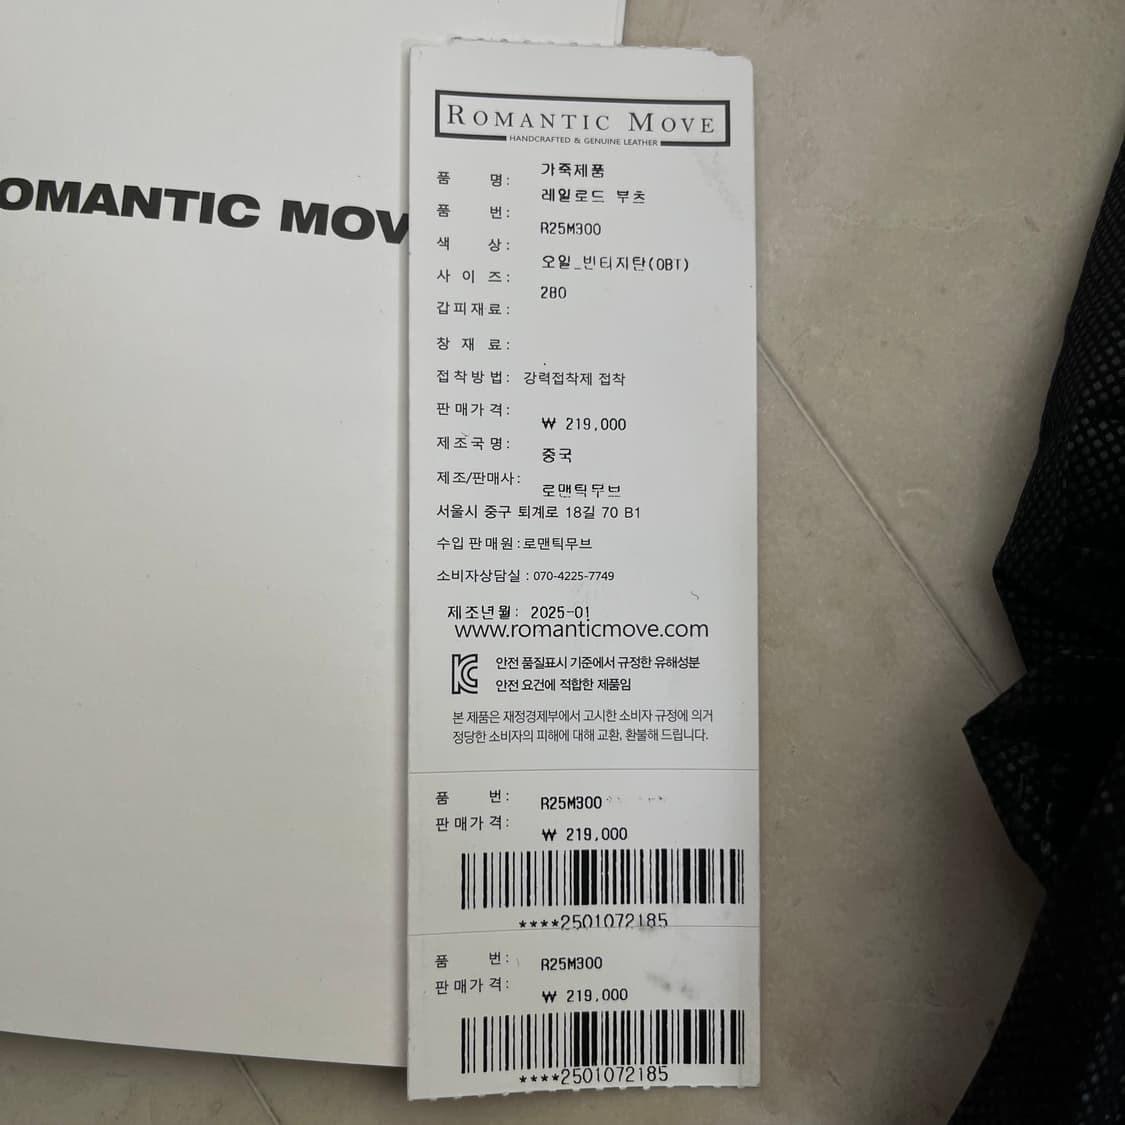 OMANTIC MOV
ROMANTIC MOVE
HANDCRAFTED & GENUINE LEATHER
품 명: 가죽제품
레일로드 부츠
품 번: R25M300
색 상: 오일_빈티지탄(OBT)
사 이 즈: 280
갑피재료:
창 재 료:
접착방법: 강력접착제 접착
판매가격: ₩ 219,000
제조국명: 중국
제조/판매사: 로맨틱무브
서울시 중구 퇴계로 18길 70 B1
수입판매원:로맨틱무브
소비자상담실 : 070-4225-7749
제조년월: 2025-01
www.romanticmove.com
안전 품질표시 기준에서 규정한 유해성분
안전 요건에 적합한 제품임
본 제품은 재정경제부에서 고시한 소비자 규정에 의거
정당한 소비자의 피해에 대해 교환, 환불해 드립니다.
품 번: R25M300
판매가격: ₩ 219,000
****2501072185
품 번: R25M300
판매가격: ₩ 219,000
****2501072185